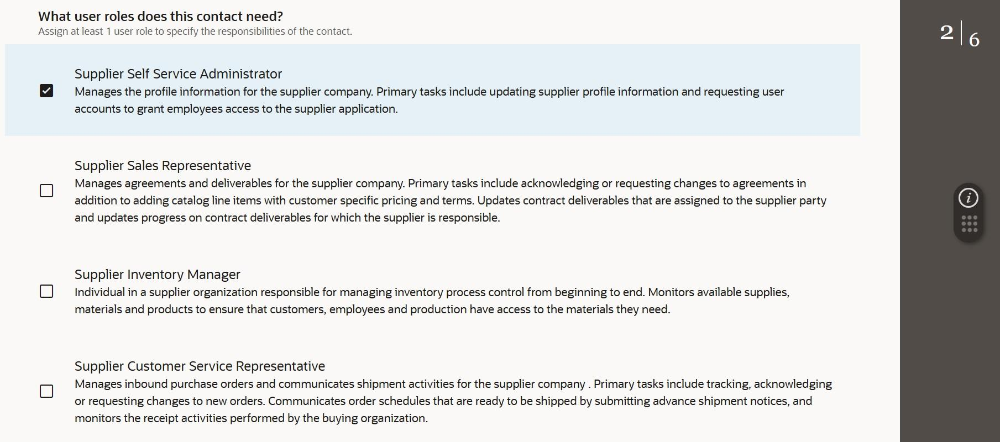 What user roles does this contact need?
Assign at least 1 user role to specify the responsibilities of the contact.
2 | 6
Supplier Self Service Administrator
Manages the profile information for the supplier company. Primary tasks include updating supplier profile information and requesting user
accounts to grant employees access to the supplier application.
Supplier Sales Representative
Manages agreements and deliverables for the supplier company. Primary tasks include acknowledging or requesting changes to agreements in
addition to adding catalog line items with customer specific pricing and terms. Updates contract deliverables that are assigned to the supplier party
and updates progress on contract deliverables for which the supplier is responsible.
i
Supplier Inventory Manager
Individual in a supplier organization responsible for managing inventory process control from beginning to end. Monitors available supplies,
materials and products to ensure that customers, employees and production have access to the materials they need.
Supplier Customer Service Representative
Manages inbound purchase orders and communicates shipment activities for the supplier company . Primary tasks include tracking, acknowledging
or requesting changes to new orders. Communicates order schedules that are ready to be shipped by submitting advance shipment notices, and
monitors the receipt activities performed by the buying organization.